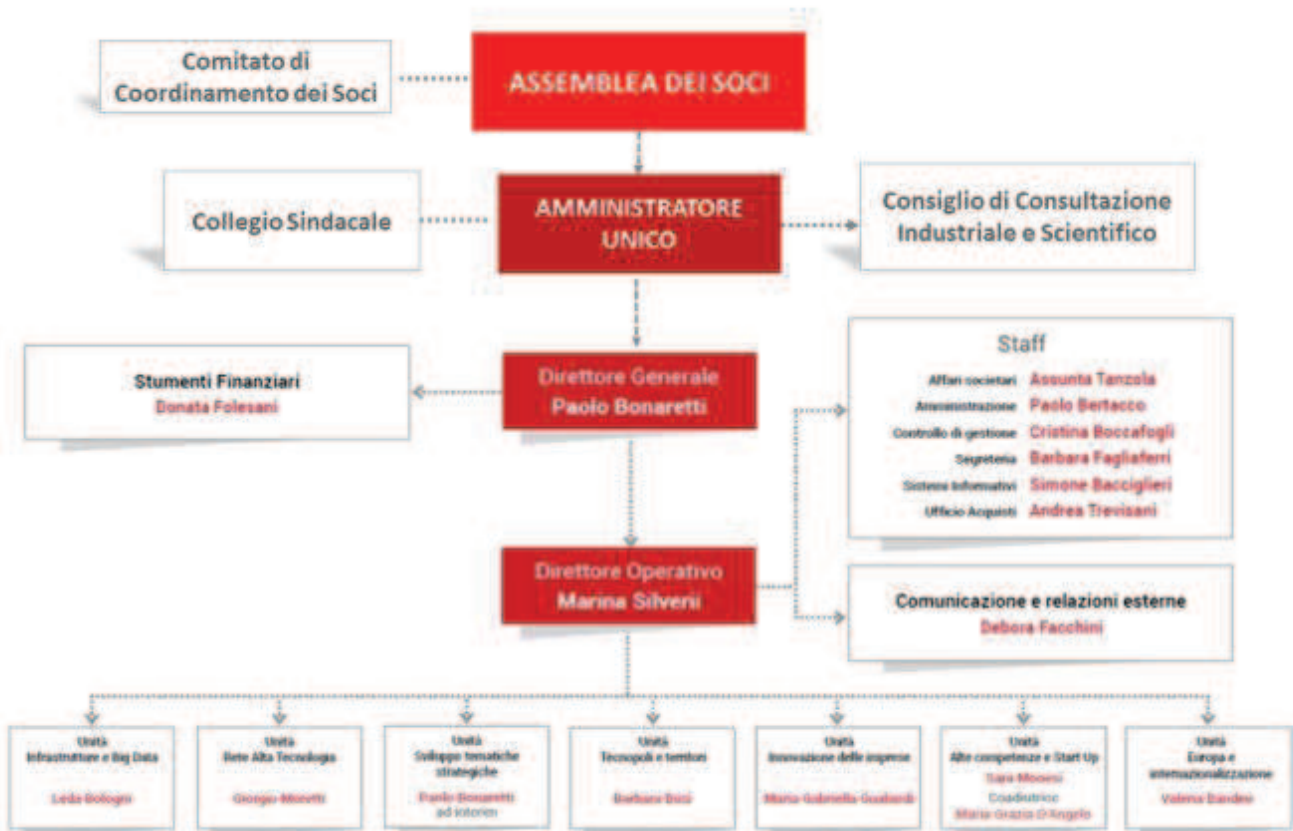 Comitato di
Coordinamento dei Soci
ASSEMBLEA DEI SOCI
Collegio Sindacale
AMMINISTRATORE
UNICO
Consiglio di Consultazione
Industriale e Scientifico
Stumenti Finanziari
Donata Folesani
Direttore Generale
Paolo Bonaretti
Staff
Affari societari Assunta Tanzola
Amministrazione Paolo Bertacco
Controllo di gestione Cristina Boccafogli
Segreteria Barbara Fagliaferri
Sistemi Informativi Simone Bacciglieri
Ufficio Acquisti Andrea Trevisani
Direttore Operativo
Marina Silverii
Comunicazione e relazioni esterne
Debora Facchini
Unità
Infrastrutture e Big Data
Leda Bologni
Unità
Rete Alta Tecnologia
Giorgio Moretti
Unità
Sviluppo tematiche
strategiche
Paolo Bonaretti
ad interim
Unità
Tecnopoli e territori
Barbara
Unità
Innovazione delle imprese
Maria Gabriella Gualandi
Unità
Alte competenze e Start Up
Sara Monesi
Coadiutrice
Maria Grazia D'Angelo
Unità
Europa e
internazionalizzazione
Valeria